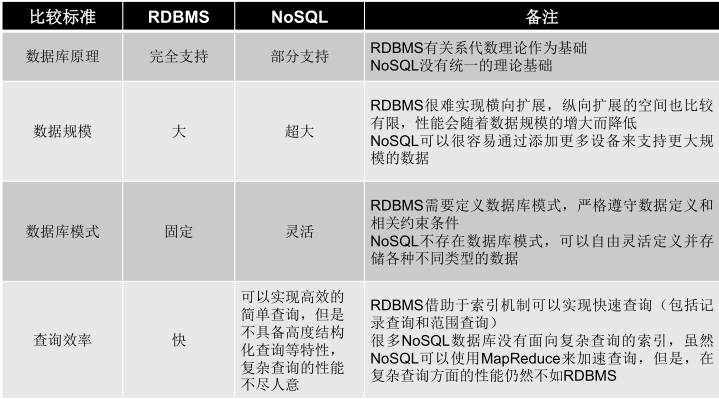 比较标准 RDBMS NoSQL 备注
数据库原理 完全支持 部分支持
RDBMS有关系代数理论作为基础
NoSQL没有统一的理论基础
数据规模 大 超大
RDBMS很难实现横向扩展，纵向扩展的空间也比较
有限，性能会随着数据规模的增大而降低
NoSQL可以很容易通过添加更多设备来支持更大规
模的数据
数据库模式 固定 灵活
RDBMS需要定义数据库模式，严格遵守数据定义和
相关约束条件
NoSQL不存在数据库模式，可以自由灵活定义并存
储各种不同类型的数据
查询效率 快
可以实现高效的
简单查询，但是
不具备高度结构
化查询等特性，
复杂查询的性能
不尽人意
RDBMS借助于索引机制可以实现快速查询（包括记
录查询和范围查询）
很多NoSQL数据库没有面向复杂查询的索引，虽然
NoSQL可以使用MapReduce来加速查询，但是，在
复杂查询方面的性能仍然不如RDBMS